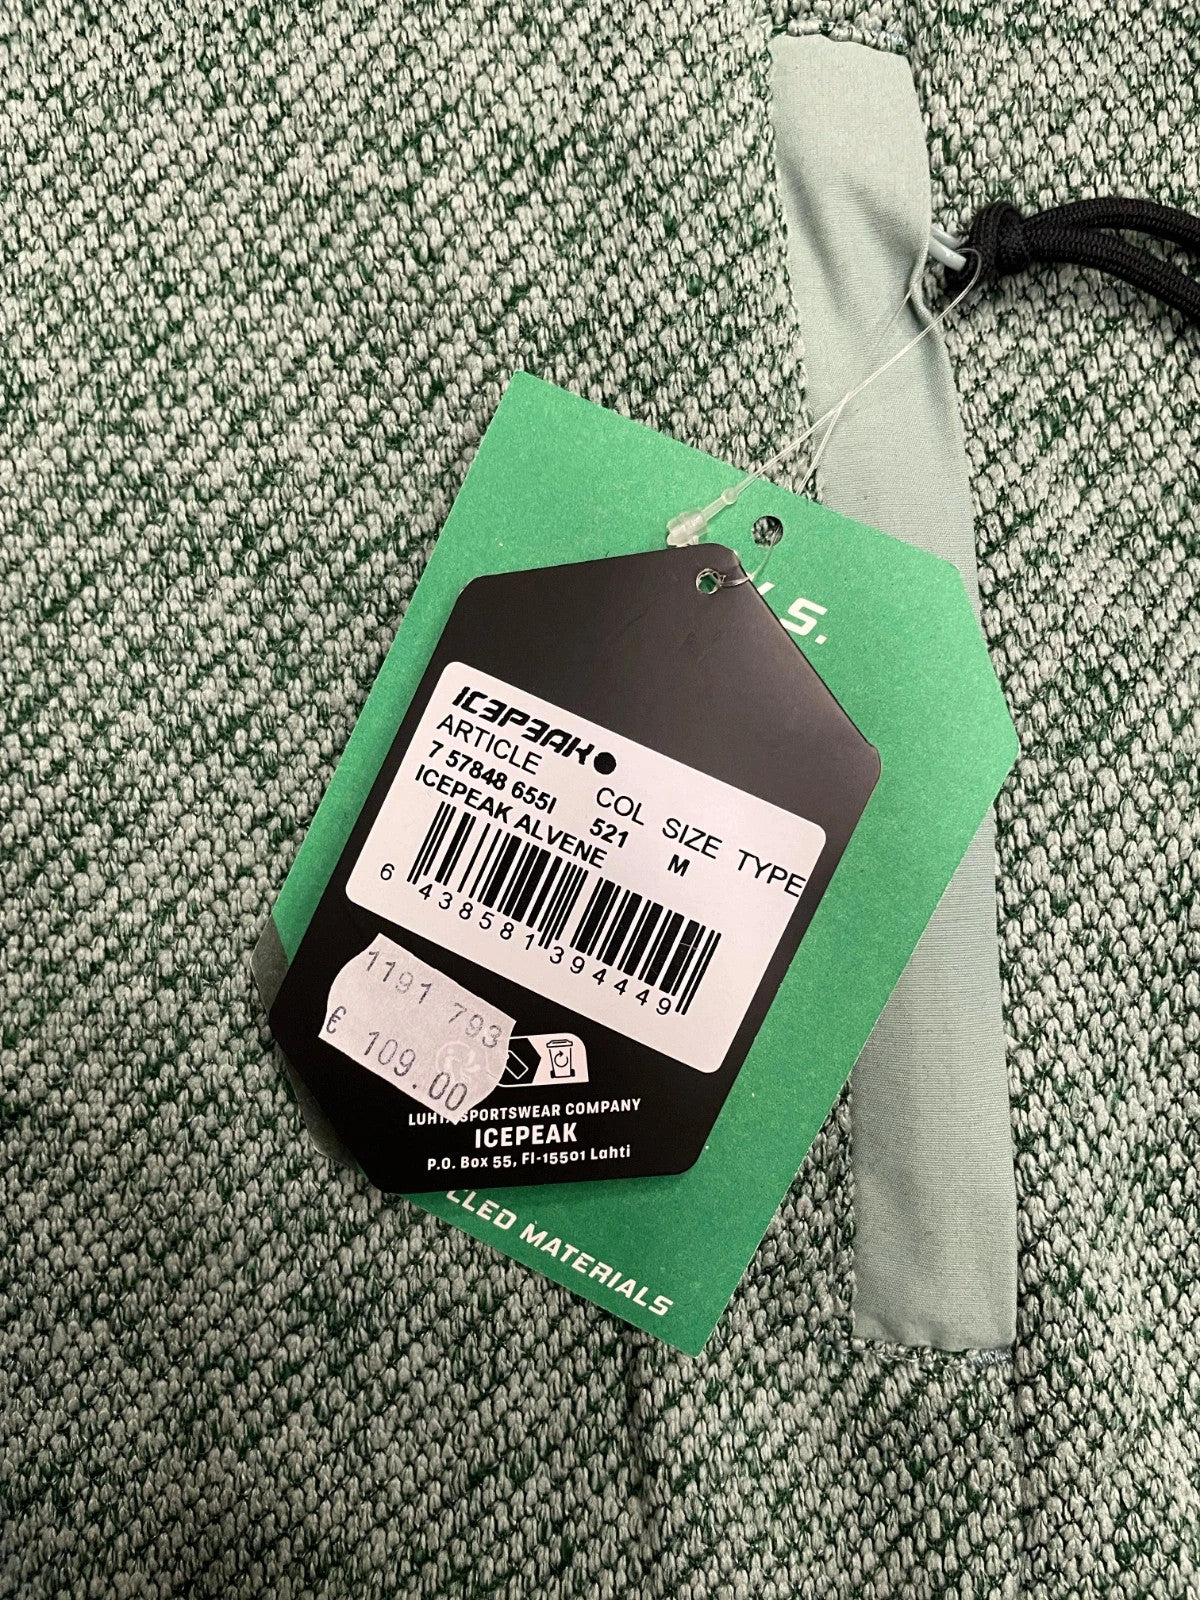 .S.
ICEPEAK
ARTICLE COL SIZE TYPE
7 57848 655I 521 M
ICEPEAK ALVENE
6 438581 394449
1191 793
€ 109.00
SPORTSWEAR COMPANY
ICEPEAK
P.O. Box 55, FI-15501 Lahti
CLED MATERIALS